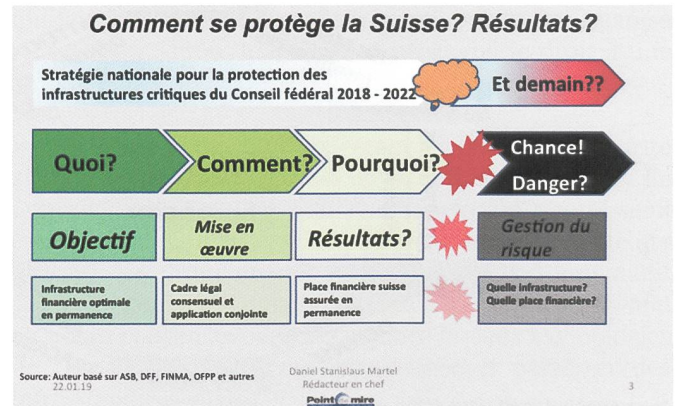 Comment se protège la Suisse? Résultats?
Stratégie nationale pour la protection des
infrastructures critiques du Conseil fédéral 2018 - 2022
Et demain??
Quoi?
Comment?
Pourquoi?
Chance!
Danger?
Objectif
Mise en
œuvre
Résultats?
Gestion du
risque
Infrastructure
financière optimale
en permanence
Cadre légal
consensuel et
application conjointe
Place financière suisse
assurée en
permanence
Quelle infrastructure?
Quelle place financière?
Source: Auteur basé sur ASB, DFF, FINMA, OFPP et autres
22.01.19
Daniel Stanislaus Martel
Rédacteur en chef
Point mire
3